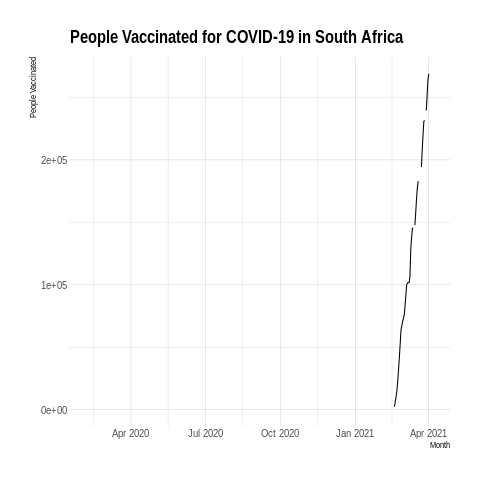 People Vaccinated for COVID-19 in South Africa
People Vaccinated
2e+05
1e+05
0e+00
Apr 2020 Jul 2020 Oct 2020 Jan 2021 Apr 2021
Month